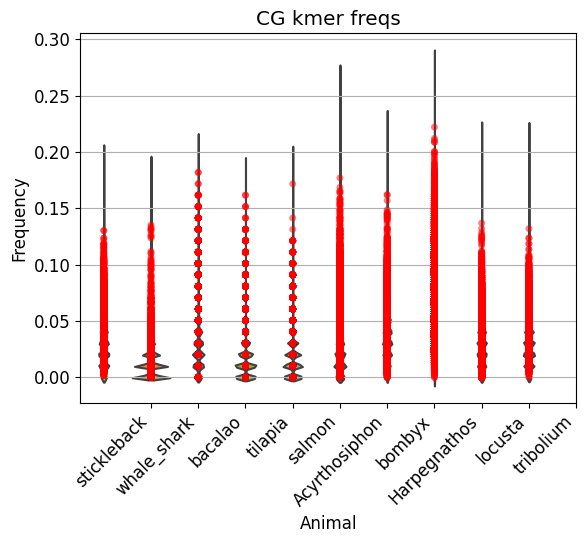 CG kmer freqs
0.30
0.25
0.20
0.15
0.10
0.05
0.00
Frequency
stickleback
whale_shark
bacalao
tilapia
salmon
Acyrthosiphon
bombyx
Harpegnathos
locusta
tribolium
Animal